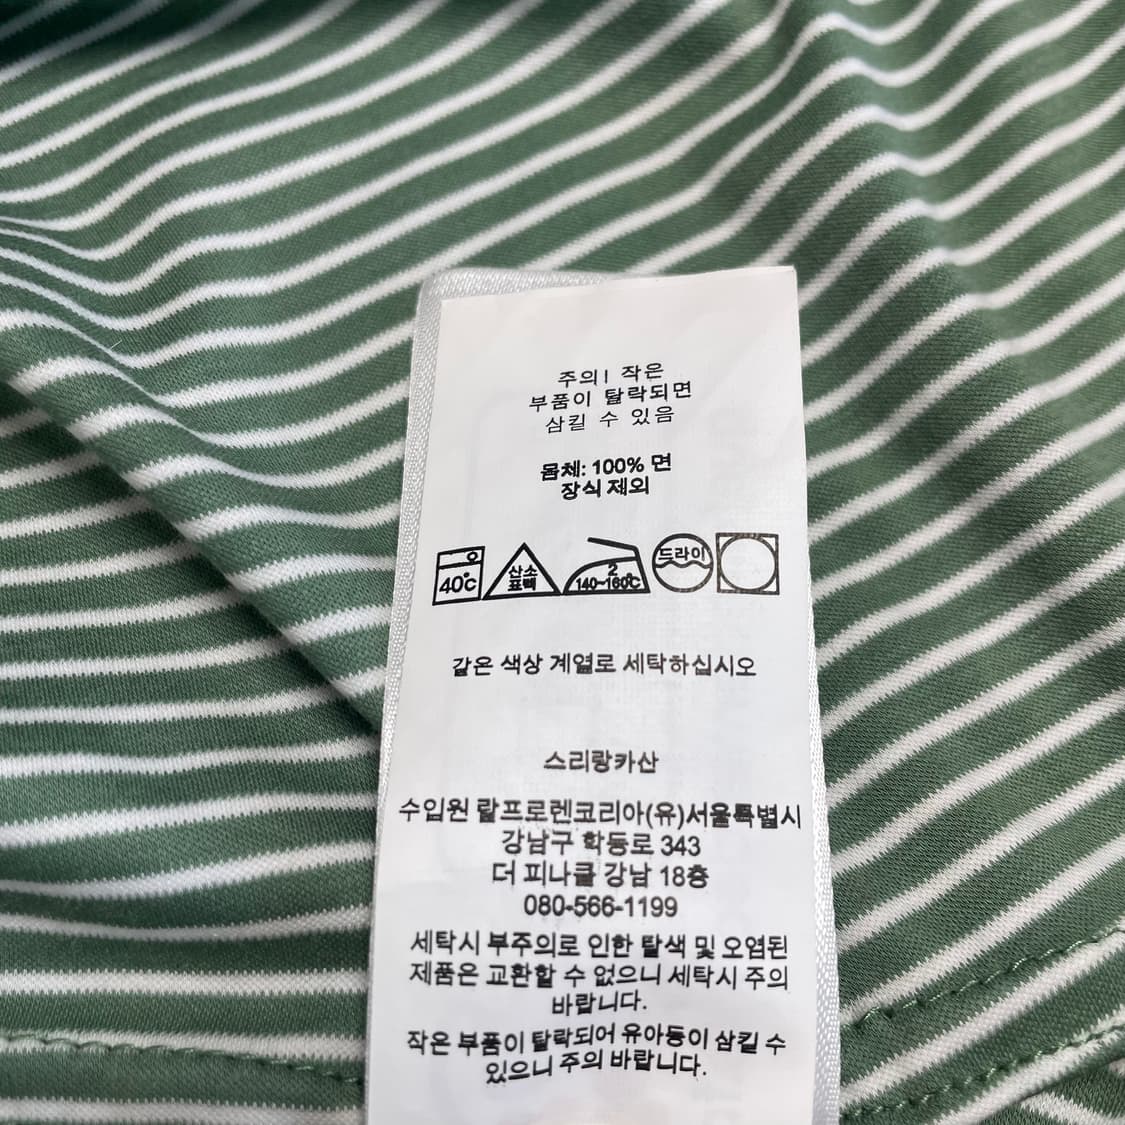 주의! 작은
부품이 탈락되면
삼킬 수 있음
몸체: 100% 면
장식 제외
40℃
산소
표백
2
140~160℃
드라이
같은 색상 계열로 세탁하십시오
스리랑카산
수입원 랄프로렌코리아(유)서울특별시
강남구 학동로 343
더 피나클 강남 18층
080-566-1199
세탁시 부주의로 인한 탈색 및 오염된
제품은 교환할 수 없으니 세탁시 주의
바랍니다.
작은 부품이 탈락되어 유아등이 삼킬 수
있으니 주의 바랍니다.